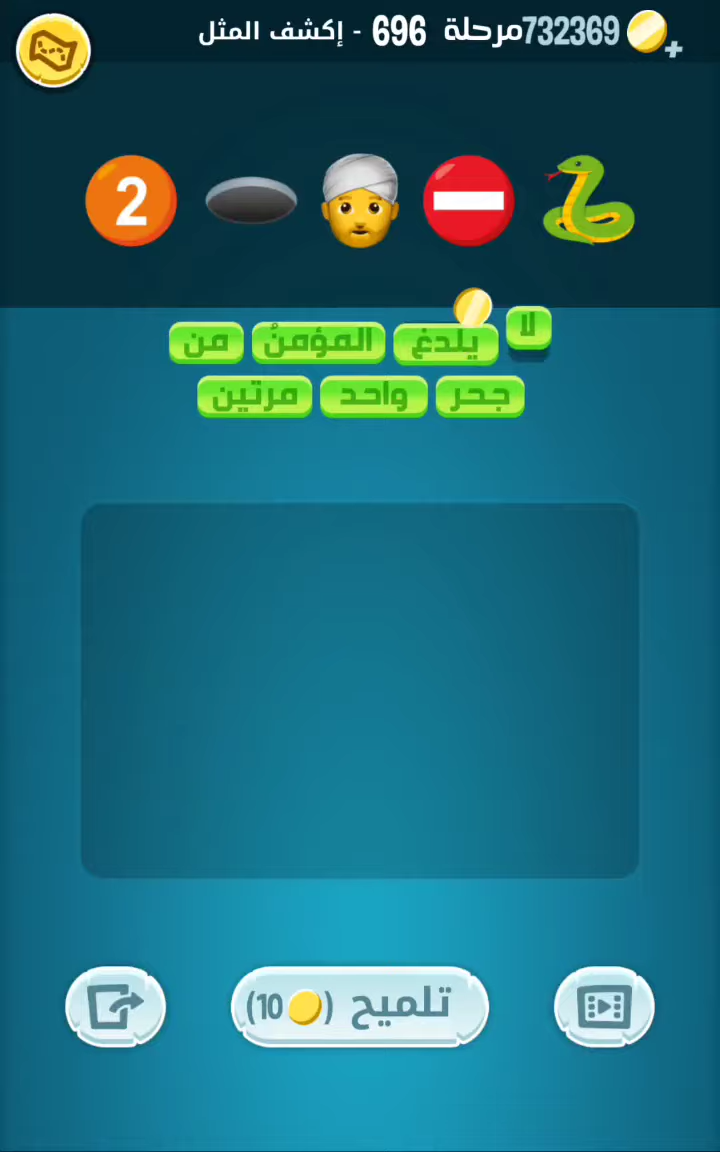 732369 مرحلة 696 - إكشف المثل
2
لا يلدغ المؤمنُ من
جحر واحد مرتين
تلميح (10)